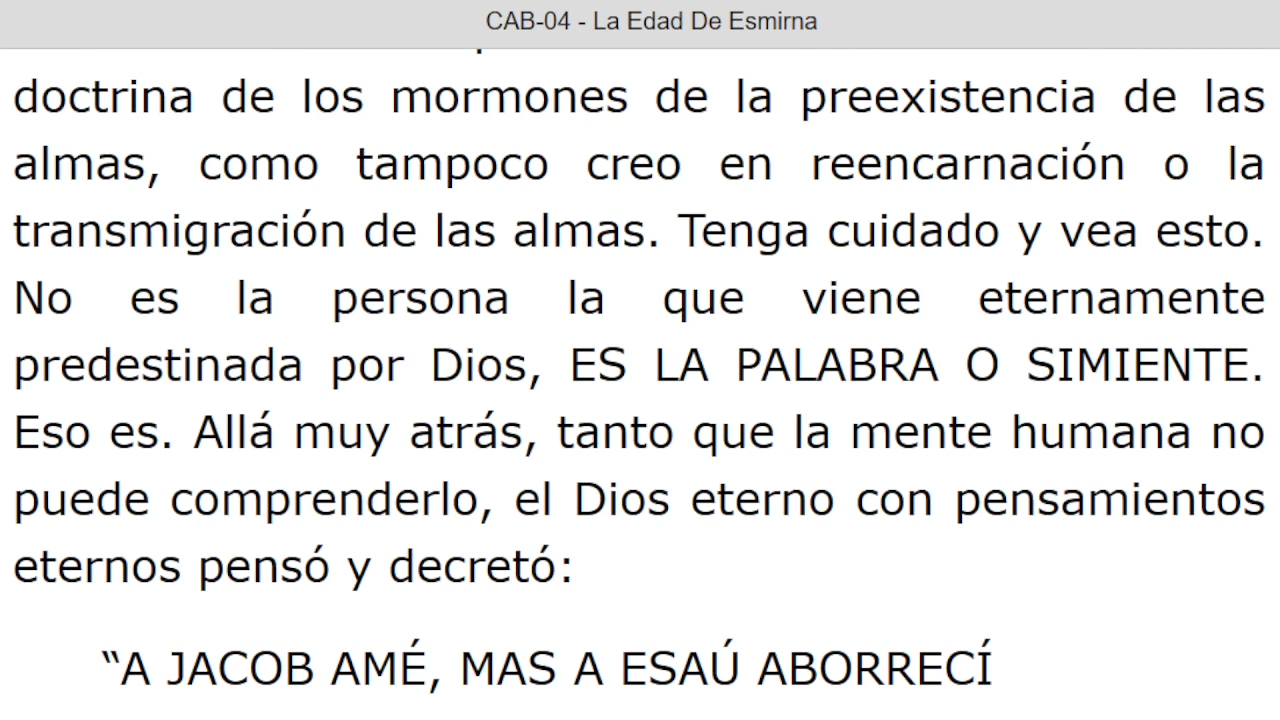 CAB-04 - La Edad De Esmirna
doctrina de los mormones de la preexistencia de las
almas, como tampoco creo en reencarnación o la
transmigración de las almas. Tenga cuidado y vea esto.
No es la persona la que viene eternamente
predestinada por Dios, ES LA PALABRA O SIMIENTE.
Eso es. Allá muy atrás, tanto que la mente humana no
puede comprenderlo, el Dios eterno con pensamientos
eternos pensó y decretó:
“A JACOB AMÉ, MAS A ESAÚ ABORRECÍ